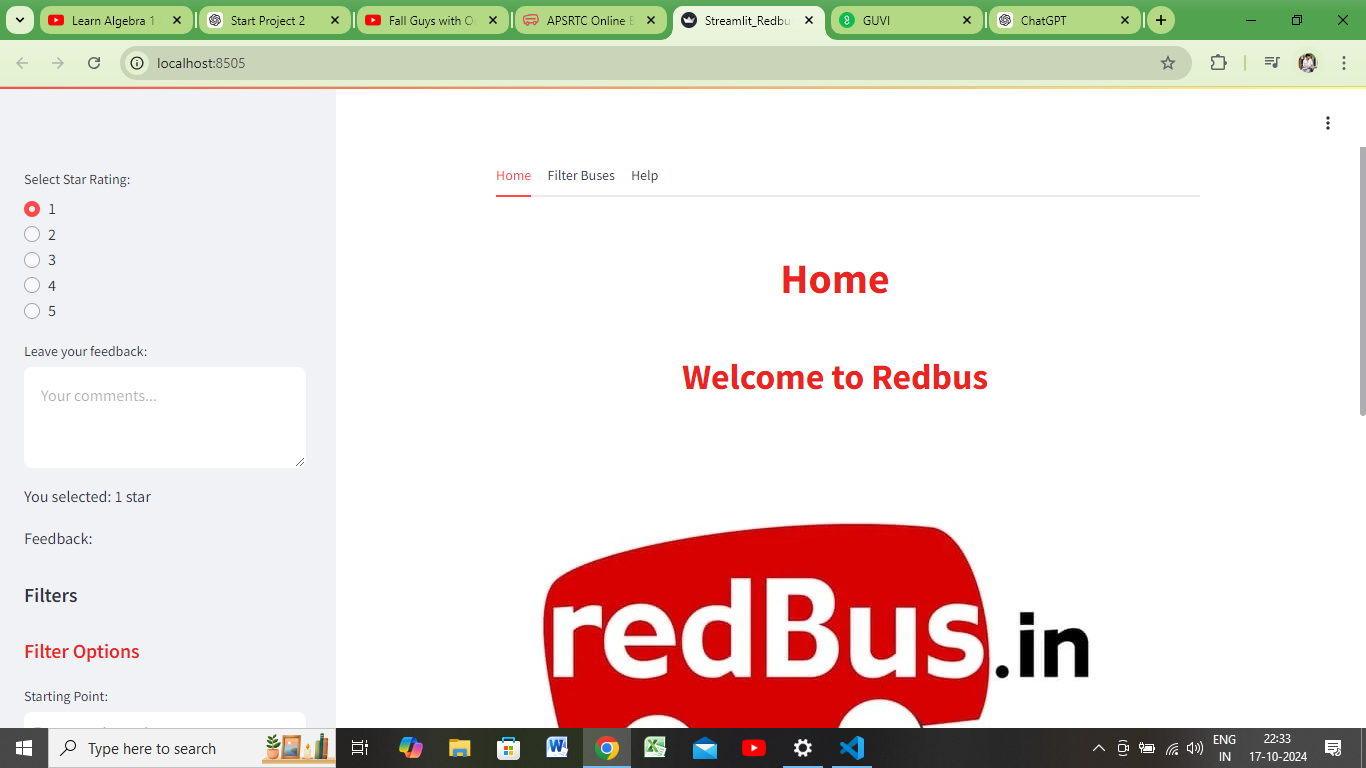 Learn Algebra 1
Start Project 2
Fall Guys with O
APSRTC Online B
Streamlit_Redbu
GUVI
ChatGPT
localhost:8505
Select Star Rating:
1
2
3
4
5
Leave your feedback:
Your comments...
You selected: 1 star
Feedback:
Filters
Filter Options
Starting Point:
Home Filter Buses Help
Home
Welcome to Redbus
redBus.in
Type here to search
ENG
IN
22:33
17-10-2024